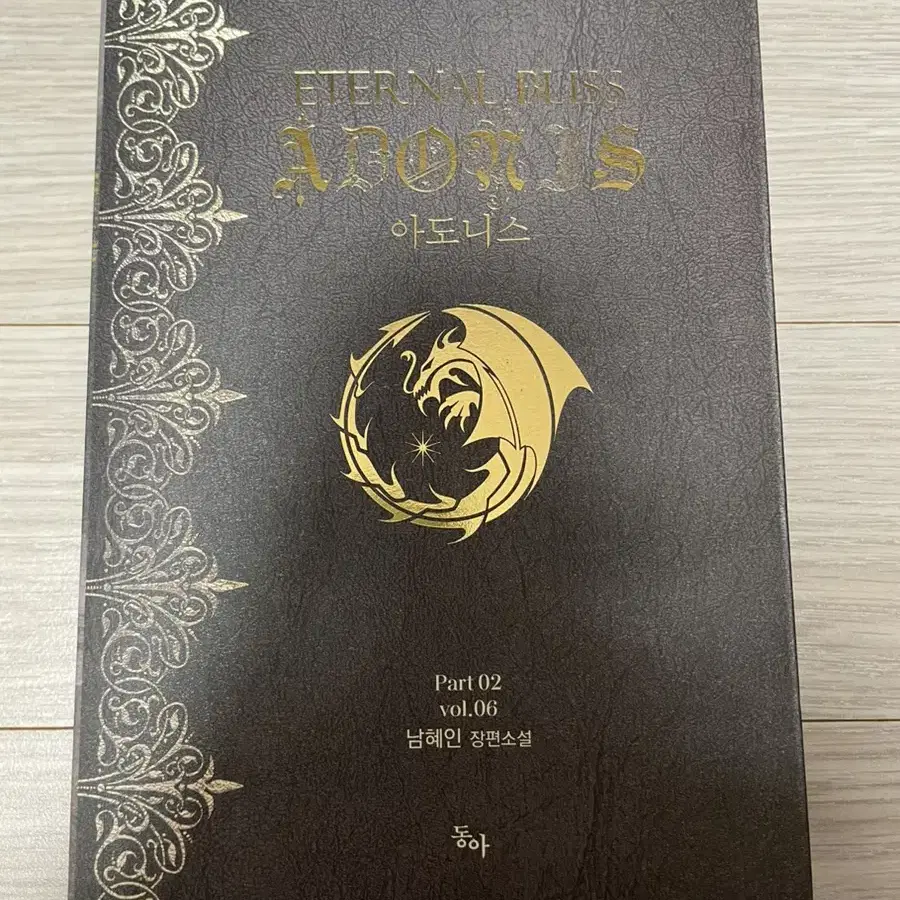 ETERNAL BLISS
ADONIS
아도니스
Part 02
vol.06
남혜인 장편소설
동아